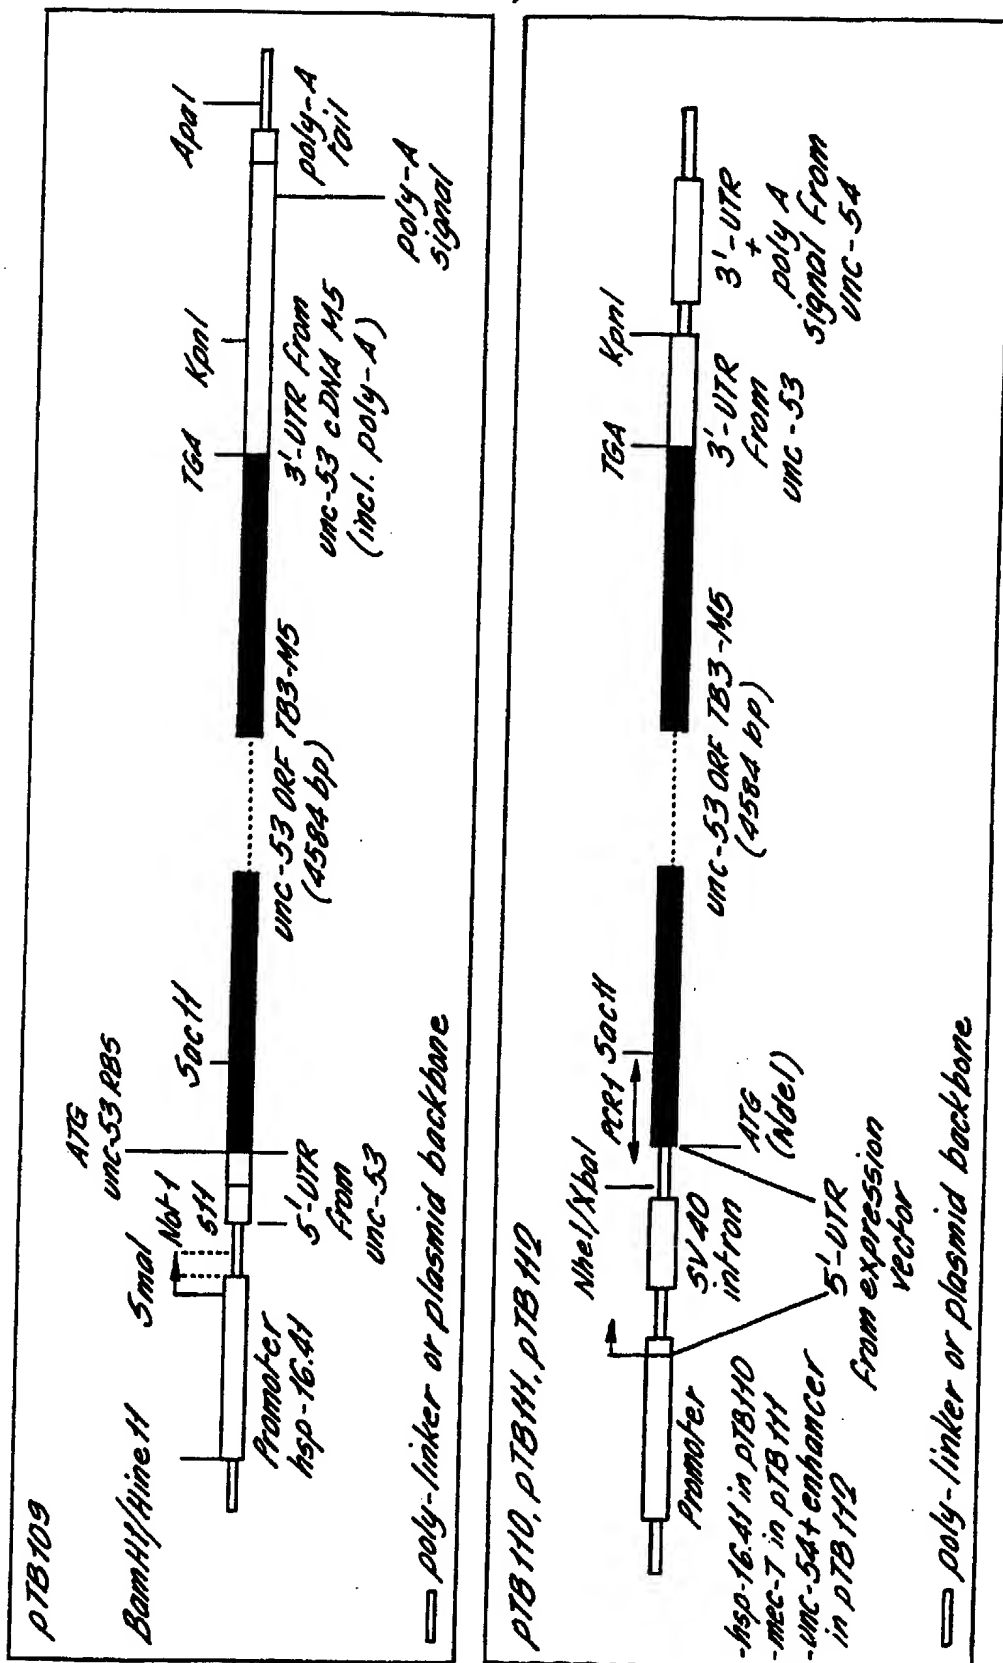 pTB109
BamHI/HincII
SmaI
NotI
stI
ATG
unc-53 RBS
SacII
TGA
KpnI
ApaI
Promoter
hsp-16.41
5'-UTR
from
unc-53
unc-53 ORF TB3-M5
(4584 bp)
3'-UTR from
unc-53 cDNA M5
(incl. poly-A)
poly-A
tail
poly-A
signal
poly-linker or plasmid backbone
pTB110, pTB111, pTB112
NheI/XbaI
PCR1
SacII
TGA
KpnI
Promoter
SV40
intron
ATG
(NdeI)
unc-53 ORF TB3-M5
(4584 bp)
3'-UTR
from
unc-53
3'-UTR
+
poly A
signal from
unc-54
-hsp-16.41 in pTB110
-mec-7 in pTB111
-unc-54+enhancer
in pTB112
5'-UTR
from expression
vector
poly-linker or plasmid backbone